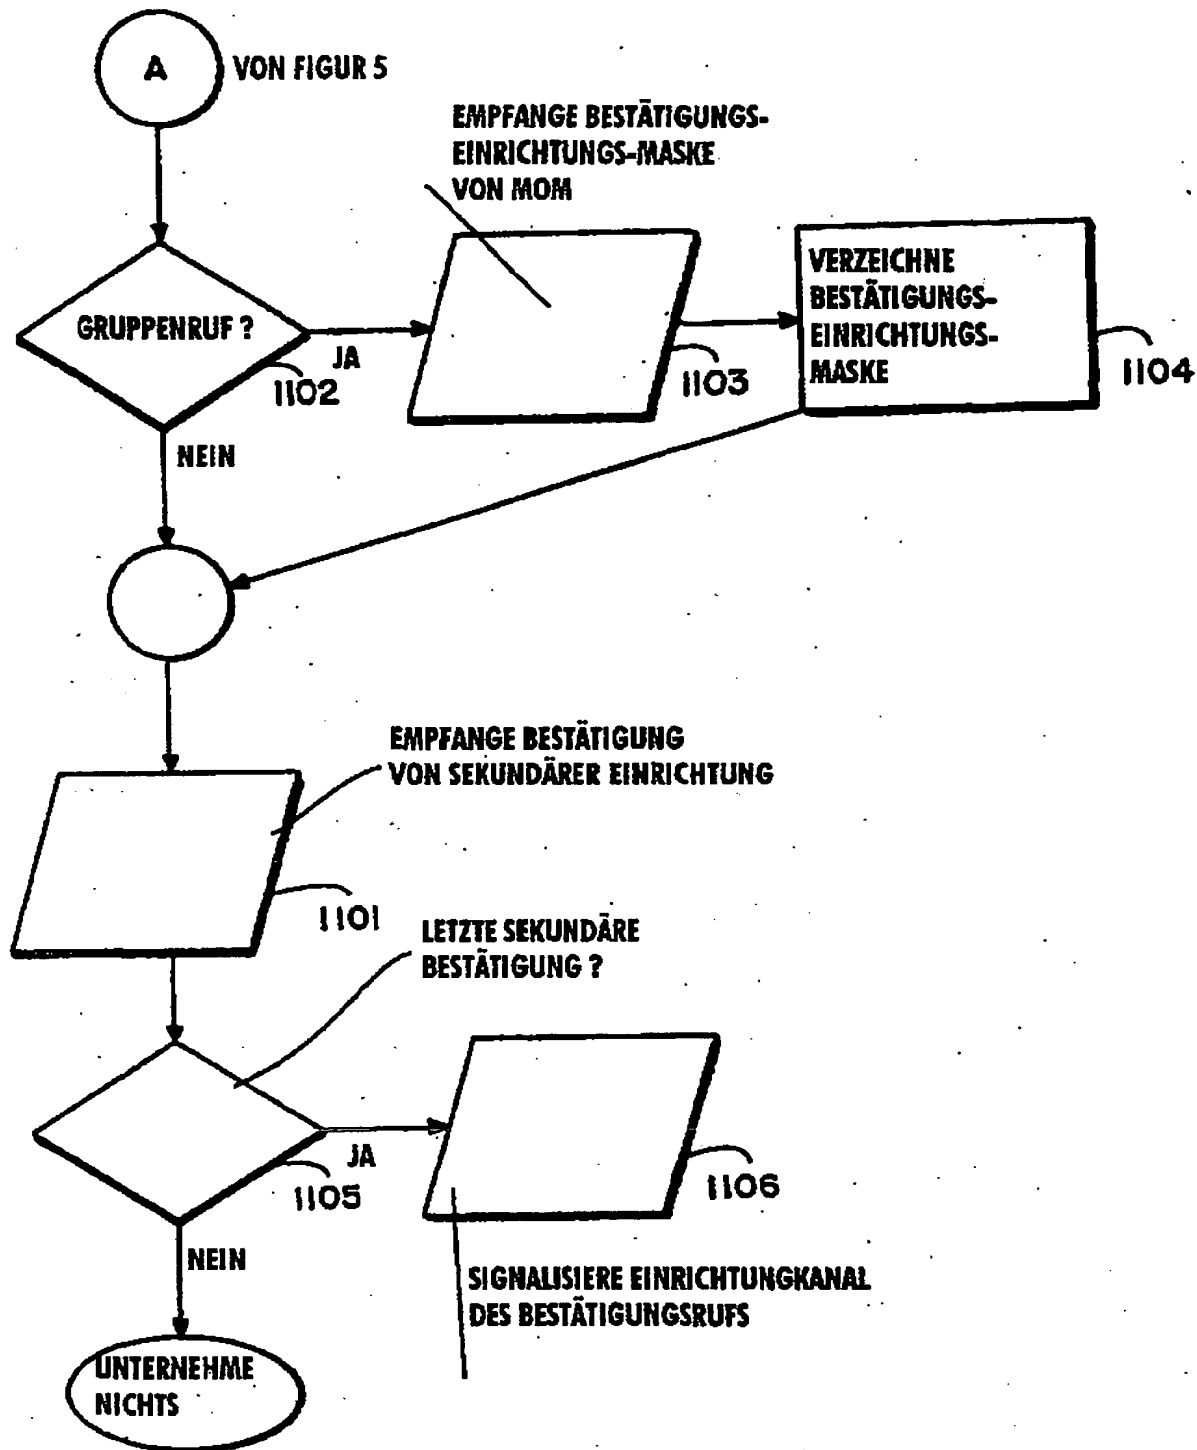 A
VON FIGUR 5
EMPFANGE BESTÄTIGUNGS-
EINRICHTUNGS-MASKE
VON MOM
GRUPPENRUF ?
JA
1102
1103
VERZEICHNE
BESTÄTIGUNGS-
EINRICHTUNGS-
MASKE
1104
NEIN
EMPFANGE BESTÄTIGUNG
VON SEKUNDÄRER EINRICHTUNG
1101
LETZTE SEKUNDÄRE
BESTÄTIGUNG ?
JA
1105
1106
NEIN
SIGNALISIERE EINRICHTUNGKANAL
DES BESTÄTIGUNGSRUFS
UNTERNEHME
NICHTS